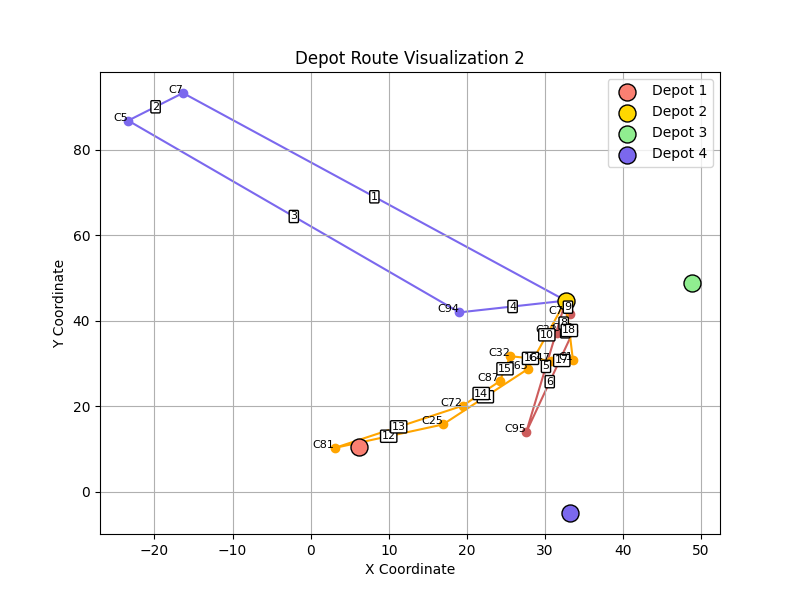 Depot Route Visualization 2
Depot 1
Depot 2
Depot 3
Depot 4
Y Coordinate
80
60
40
20
0
−20
−10
0
10
20
30
40
50
X Coordinate
C7
2
C5
1
3
C94
4
9
8
18
10
C32
16
17
15
5
6
C87
14
C72
C25
13
12
C81
C95